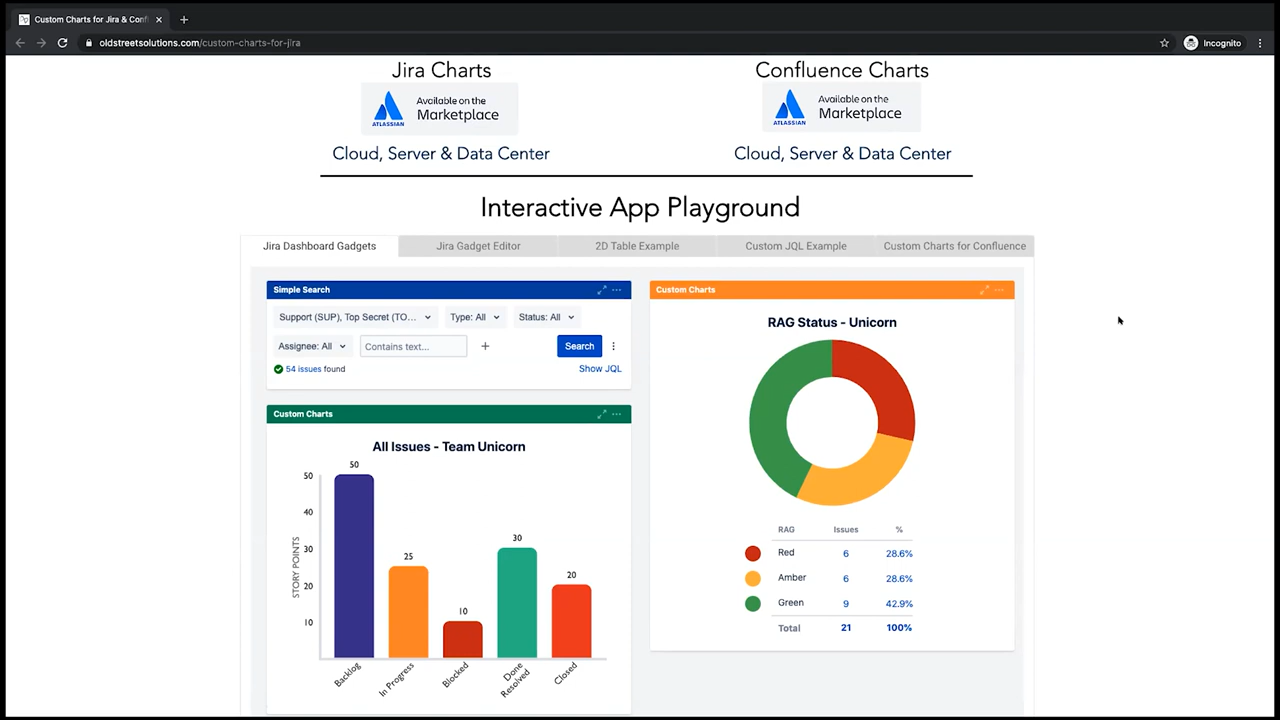 Custom Charts for Jira & Conf
oldstreetsolutions.com/custom-charts-for-jira
Incognito
Jira Charts
Confluence Charts
ATLASSIAN
Available on the
Marketplace
ATLASSIAN
Available on the
Marketplace
Cloud, Server & Data Center
Cloud, Server & Data Center
Interactive App Playground
Jira Dashboard Gadgets
Jira Gadget Editor
2D Table Example
Custom JQL Example
Custom Charts for Confluence
Simple Search
Support (SUP), Top Secret (TO...
Type: All
Status: All
Assignee: All
Contains text...
Search
54 issues found
Show JQL
Custom Charts
All Issues - Team Unicorn
STORY POINTS
50
40
30
20
10
50
25
10
30
20
Backlog
In Progress
Blocked
Done
Resolved
Closed
Custom Charts
RAG Status - Unicorn
RAG Issues %
Red 6 28.6%
Amber 6 28.6%
Green 9 42.9%
Total 21 100%